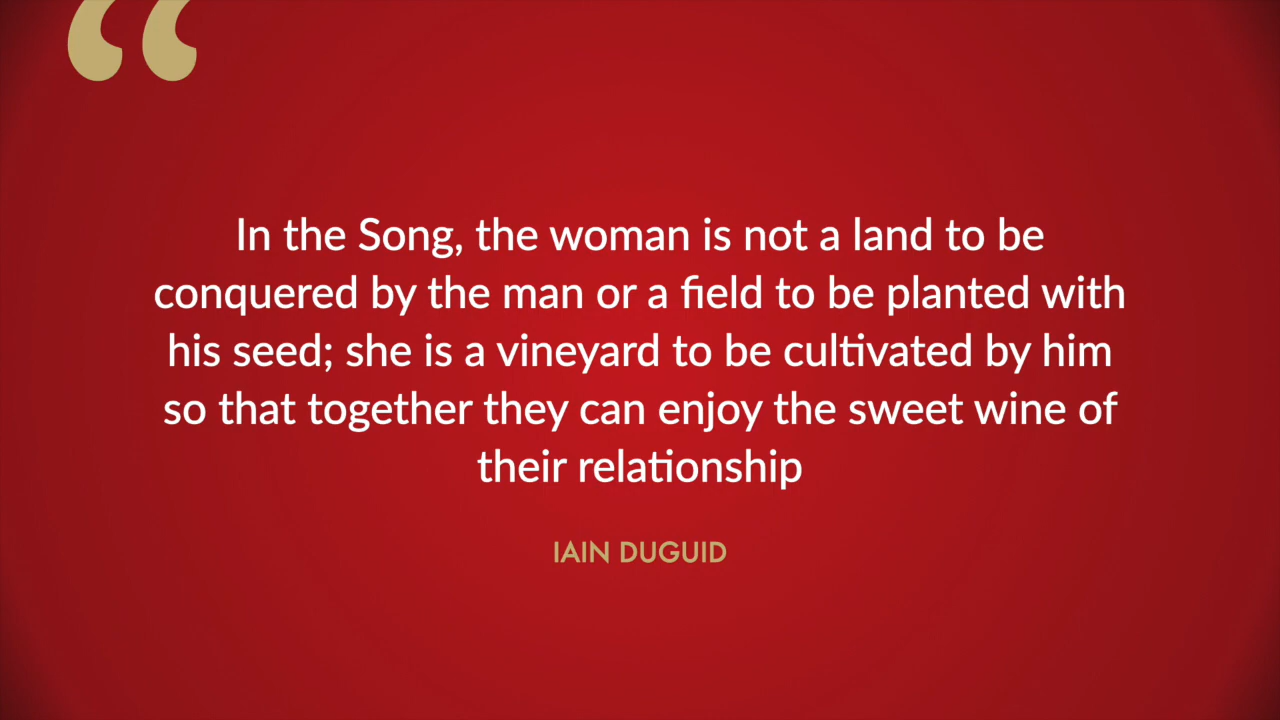 “
In the Song, the woman is not a land to be
conquered by the man or a field to be planted with
his seed; she is a vineyard to be cultivated by him
so that together they can enjoy the sweet wine of
their relationship
IAIN DUGUID